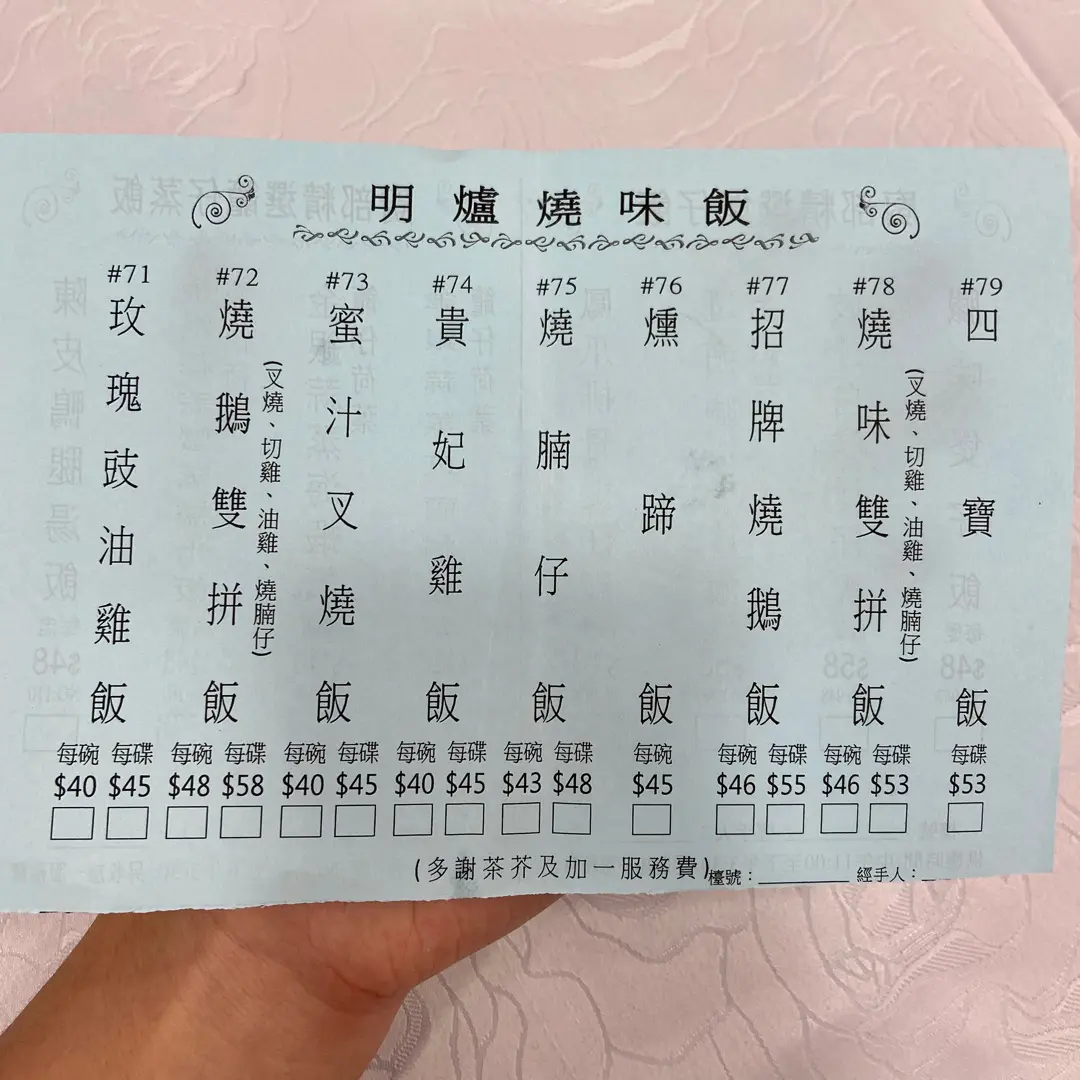 明爐燒味飯
#71
玫瑰豉油雞飯
每碗 每碟
$40 $45
#72
燒鵝雙拼飯
(叉燒、切雞、油雞、燒腩仔)
每碗 每碟
$48 $58
#73
蜜汁叉燒飯
每碗 每碟
$40 $45
#74
貴妃雞飯
每碗 每碟
$40 $45
#75
燒腩仔飯
每碗 每碟
$43 $48
#76
燻蹄飯
每碗
$45
#77
招牌燒鵝飯
每碗 每碟
$46 $55
#78
燒味雙拼飯
(叉燒、切雞、油雞、燒腩仔)
每碗 每碟
$46 $53
#79
四寶飯
每碟
$53
(多謝茶芥及加一服務費)
檯號：________ 經手人：__